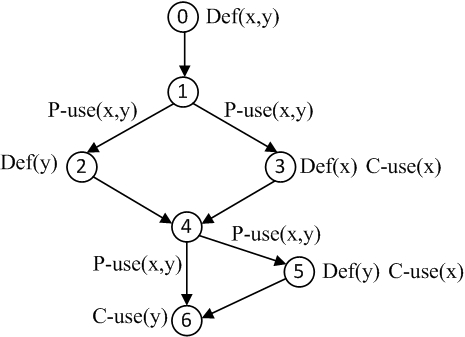 0 Def(x,y)
1
P-use(x,y) P-use(x,y)
Def(y) 2 3 Def(x) C-use(x)
4 P-use(x,y)
P-use(x,y) 5 Def(y) C-use(x)
C-use(y) 6